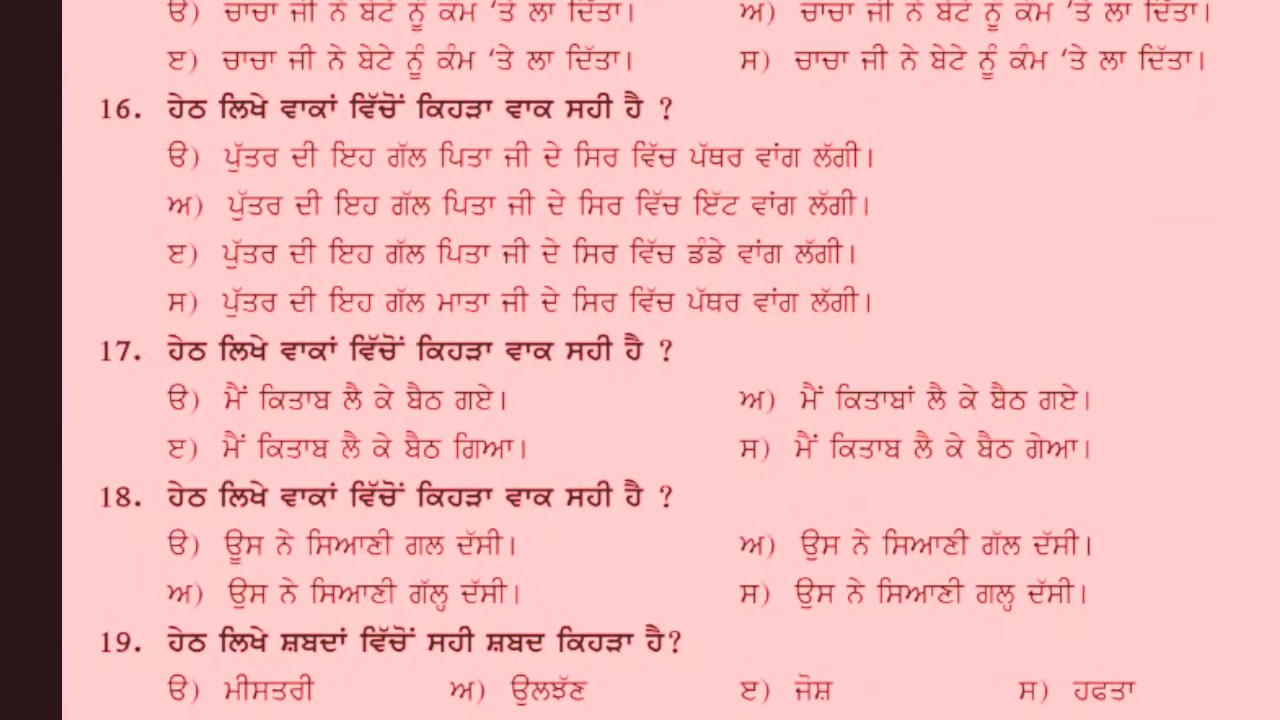 ੳ) ਚਾਚਾ ਜੀ ਨੇ ਬੇਟੇ ਨੂੰ ਕੰਮ ‘ਤੇ ਲਾ ਦਿੱਤਾ। ਅ) ਚਾਚਾ ਜੀ ਨੇ ਬੇਟੇ ਨੂੰ ਕੰਮ ‘ਤੇ ਲਾ ਦਿੱਤਾ।
ੲ) ਚਾਚਾ ਜੀ ਨੇ ਬੇਟੇ ਨੂੰ ਕੰਮ ‘ਤੇ ਲਾ ਦਿੱਤਾ। ਸ) ਚਾਚਾ ਜੀ ਨੇ ਬੇਟੇ ਨੂੰ ਕੰਮ ‘ਤੇ ਲਾ ਦਿੱਤਾ।
16. ਹੇਠ ਲਿਖੇ ਵਾਕਾਂ ਵਿੱਚੋਂ ਕਿਹੜਾ ਵਾਕ ਸਹੀ ਹੈ ?
ੳ) ਪੁੱਤਰ ਦੀ ਇਹ ਗੱਲ ਪਿਤਾ ਜੀ ਦੇ ਸਿਰ ਵਿੱਚ ਪੱਥਰ ਵਾਂਗ ਲੱਗੀ।
ਅ) ਪੁੱਤਰ ਦੀ ਇਹ ਗੱਲ ਪਿਤਾ ਜੀ ਦੇ ਸਿਰ ਵਿੱਚ ਇੱਟ ਵਾਂਗ ਲੱਗੀ।
ੲ) ਪੁੱਤਰ ਦੀ ਇਹ ਗੱਲ ਪਿਤਾ ਜੀ ਦੇ ਸਿਰ ਵਿੱਚ ਡੰਡੇ ਵਾਂਗ ਲੱਗੀ।
ਸ) ਪੁੱਤਰ ਦੀ ਇਹ ਗੱਲ ਮਾਤਾ ਜੀ ਦੇ ਸਿਰ ਵਿੱਚ ਪੱਥਰ ਵਾਂਗ ਲੱਗੀ।
17. ਹੇਠ ਲਿਖੇ ਵਾਕਾਂ ਵਿੱਚੋਂ ਕਿਹੜਾ ਵਾਕ ਸਹੀ ਹੈ ?
ੳ) ਮੈਂ ਕਿਤਾਬ ਲੈ ਕੇ ਬੈਠ ਗਏ। ਅ) ਮੈਂ ਕਿਤਾਬਾਂ ਲੈ ਕੇ ਬੈਠ ਗਏ।
ੲ) ਮੈਂ ਕਿਤਾਬ ਲੈ ਕੇ ਬੈਠ ਗਿਆ। ਸ) ਮੈਂ ਕਿਤਾਬ ਲੈ ਕੇ ਬੈਠ ਗੇਆ।
18. ਹੇਠ ਲਿਖੇ ਵਾਕਾਂ ਵਿੱਚੋਂ ਕਿਹੜਾ ਵਾਕ ਸਹੀ ਹੈ ?
ੳ) ਊਸ ਨੇ ਸਿਆਣੀ ਗਲ ਦੱਸੀ। ਅ) ਉਸ ਨੇ ਸਿਆਣੀ ਗੱਲ ਦੱਸੀ।
ਅ) ਉਸ ਨੇ ਸਿਆਣੀ ਗੱਲ੍ਹ ਦੱਸੀ। ਸ) ਉਸ ਨੇ ਸਿਆਣੀ ਗਲ੍ਹ ਦੱਸੀ।
19. ਹੇਠ ਲਿਖੇ ਸ਼ਬਦਾਂ ਵਿੱਚੋਂ ਸਹੀ ਸ਼ਬਦ ਕਿਹੜਾ ਹੈ?
ੳ) ਮੀਸਤਰੀ ਅ) ਉਲਝੱਣ ੲ) ਜੋਸ਼ ਸ) ਹਫਤਾ